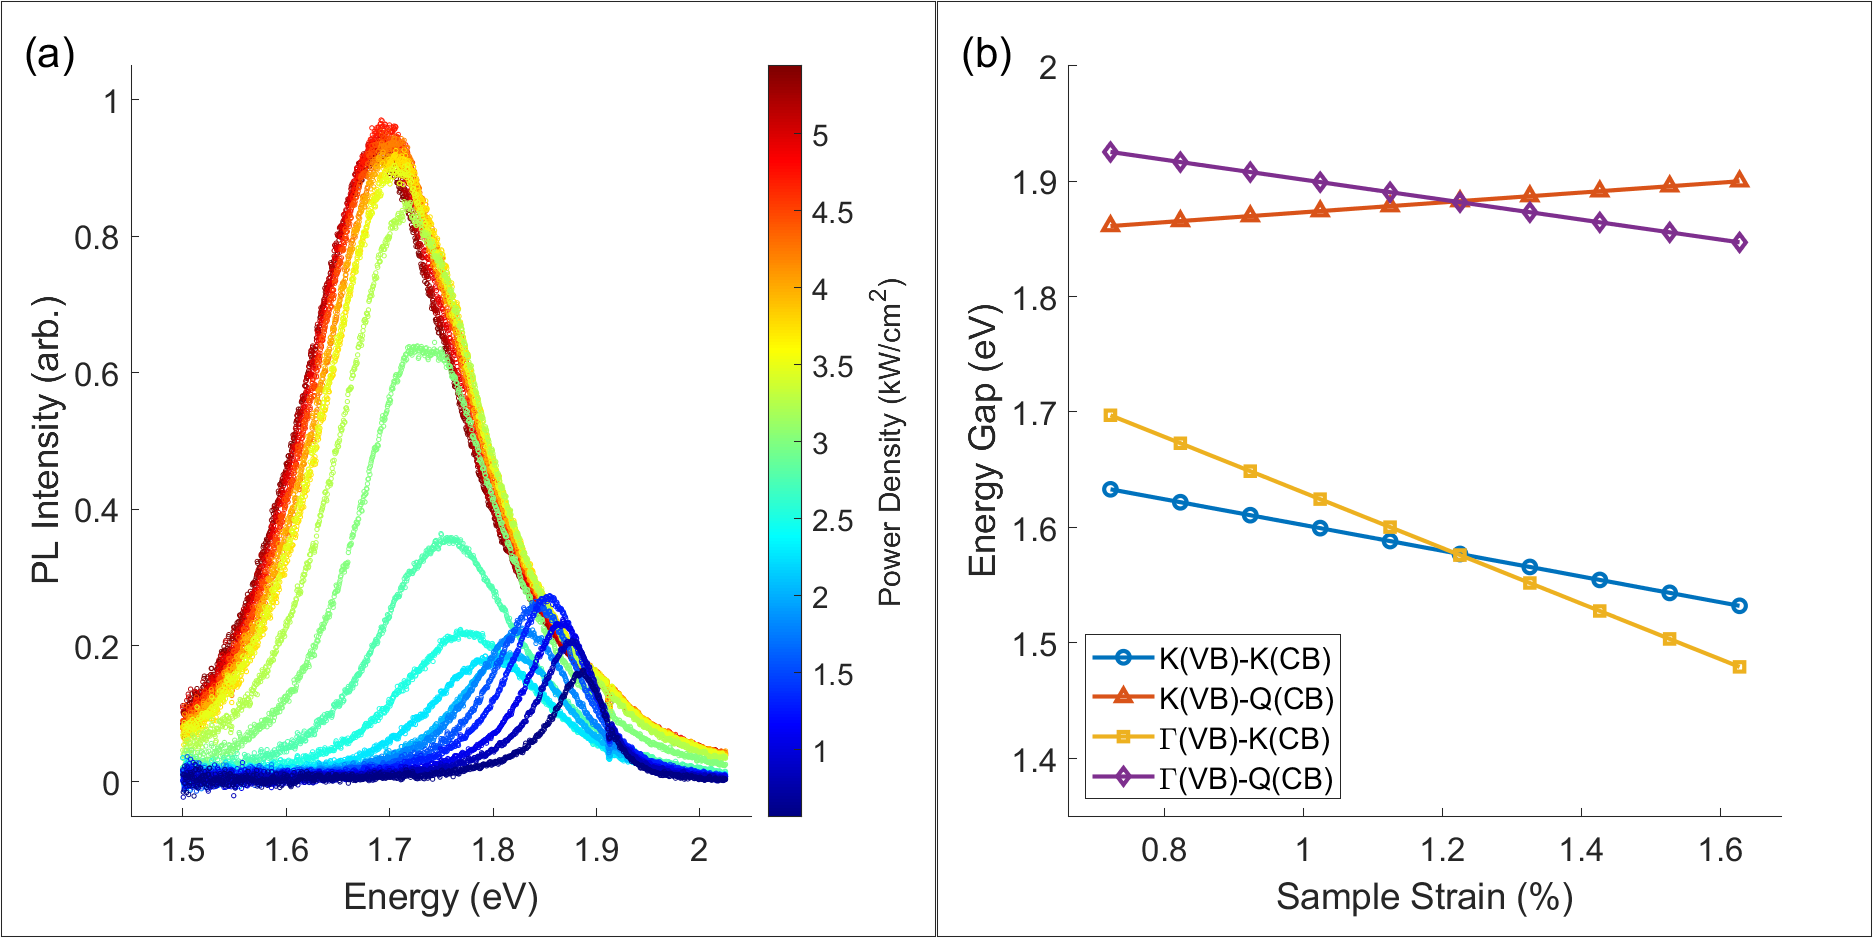 (a)
PL Intensity (arb.)
1
0.8
0.6
0.4
0.2
0
1.5 1.6 1.7 1.8 1.9 2
Energy (eV)
5
4.5
4
3.5
3
2.5
2
1.5
1
Power Density (kW/cm²)
(b)
Energy Gap (eV)
2
1.9
1.8
1.7
1.6
1.5
1.4
K(VB)-K(CB)
K(VB)-Q(CB)
Γ(VB)-K(CB)
Γ(VB)-Q(CB)
0.8 1 1.2 1.4 1.6
Sample Strain (%)